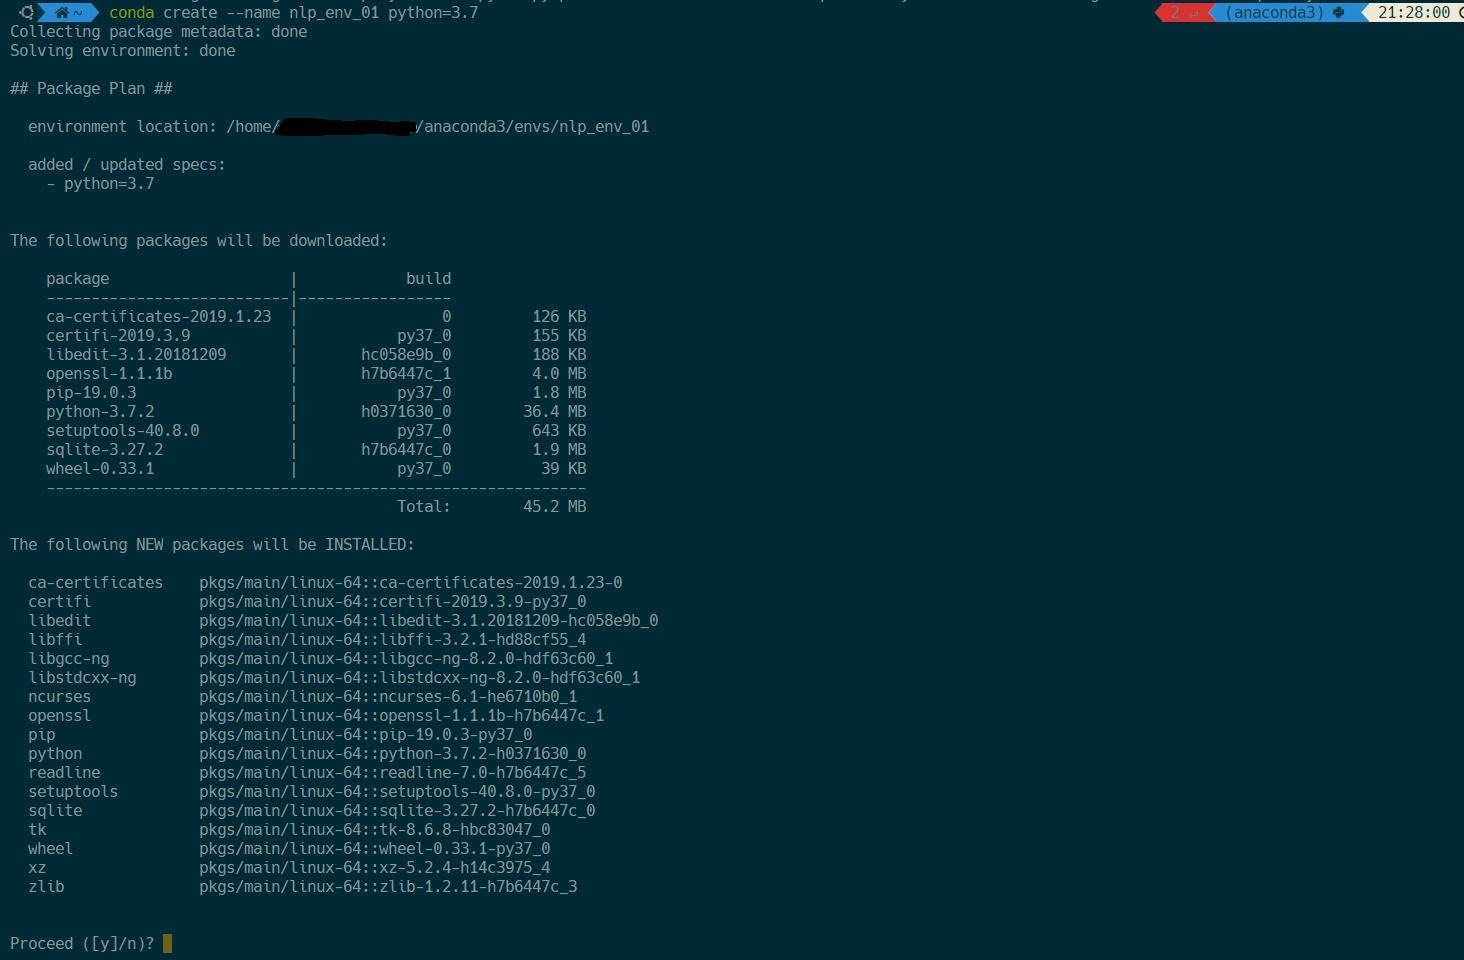 ~ conda create --name nlp_env_01 python=3.7 2 ↵ (anaconda3) 21:28:00
Collecting package metadata: done
Solving environment: done
## Package Plan ##
environment location: /home/ /anaconda3/envs/nlp_env_01
added / updated specs:
- python=3.7
The following packages will be downloaded:
package | build
---------------------------|-----------------
ca-certificates-2019.1.23 | 0 126 KB
certifi-2019.3.9 | py37_0 155 KB
libedit-3.1.20181209 | hc058e9b_0 188 KB
openssl-1.1.1b | h7b6447c_1 4.0 MB
pip-19.0.3 | py37_0 1.8 MB
python-3.7.2 | h0371630_0 36.4 MB
setuptools-40.8.0 | py37_0 643 KB
sqlite-3.27.2 | h7b6447c_0 1.9 MB
wheel-0.33.1 | py37_0 39 KB
------------------------------------------------------------
Total: 45.2 MB
The following NEW packages will be INSTALLED:
ca-certificates pkgs/main/linux-64::ca-certificates-2019.1.23-0
certifi pkgs/main/linux-64::certifi-2019.3.9-py37_0
libedit pkgs/main/linux-64::libedit-3.1.20181209-hc058e9b_0
libffi pkgs/main/linux-64::libffi-3.2.1-hd88cf55_4
libgcc-ng pkgs/main/linux-64::libgcc-ng-8.2.0-hdf63c60_1
libstdcxx-ng pkgs/main/linux-64::libstdcxx-ng-8.2.0-hdf63c60_1
ncurses pkgs/main/linux-64::ncurses-6.1-he6710b0_1
openssl pkgs/main/linux-64::openssl-1.1.1b-h7b6447c_1
pip pkgs/main/linux-64::pip-19.0.3-py37_0
python pkgs/main/linux-64::python-3.7.2-h0371630_0
readline pkgs/main/linux-64::readline-7.0-h7b6447c_5
setuptools pkgs/main/linux-64::setuptools-40.8.0-py37_0
sqlite pkgs/main/linux-64::sqlite-3.27.2-h7b6447c_0
tk pkgs/main/linux-64::tk-8.6.8-hbc83047_0
wheel pkgs/main/linux-64::wheel-0.33.1-py37_0
xz pkgs/main/linux-64::xz-5.2.4-h14c3975_4
zlib pkgs/main/linux-64::zlib-1.2.11-h7b6447c_3
Proceed ([y]/n)?